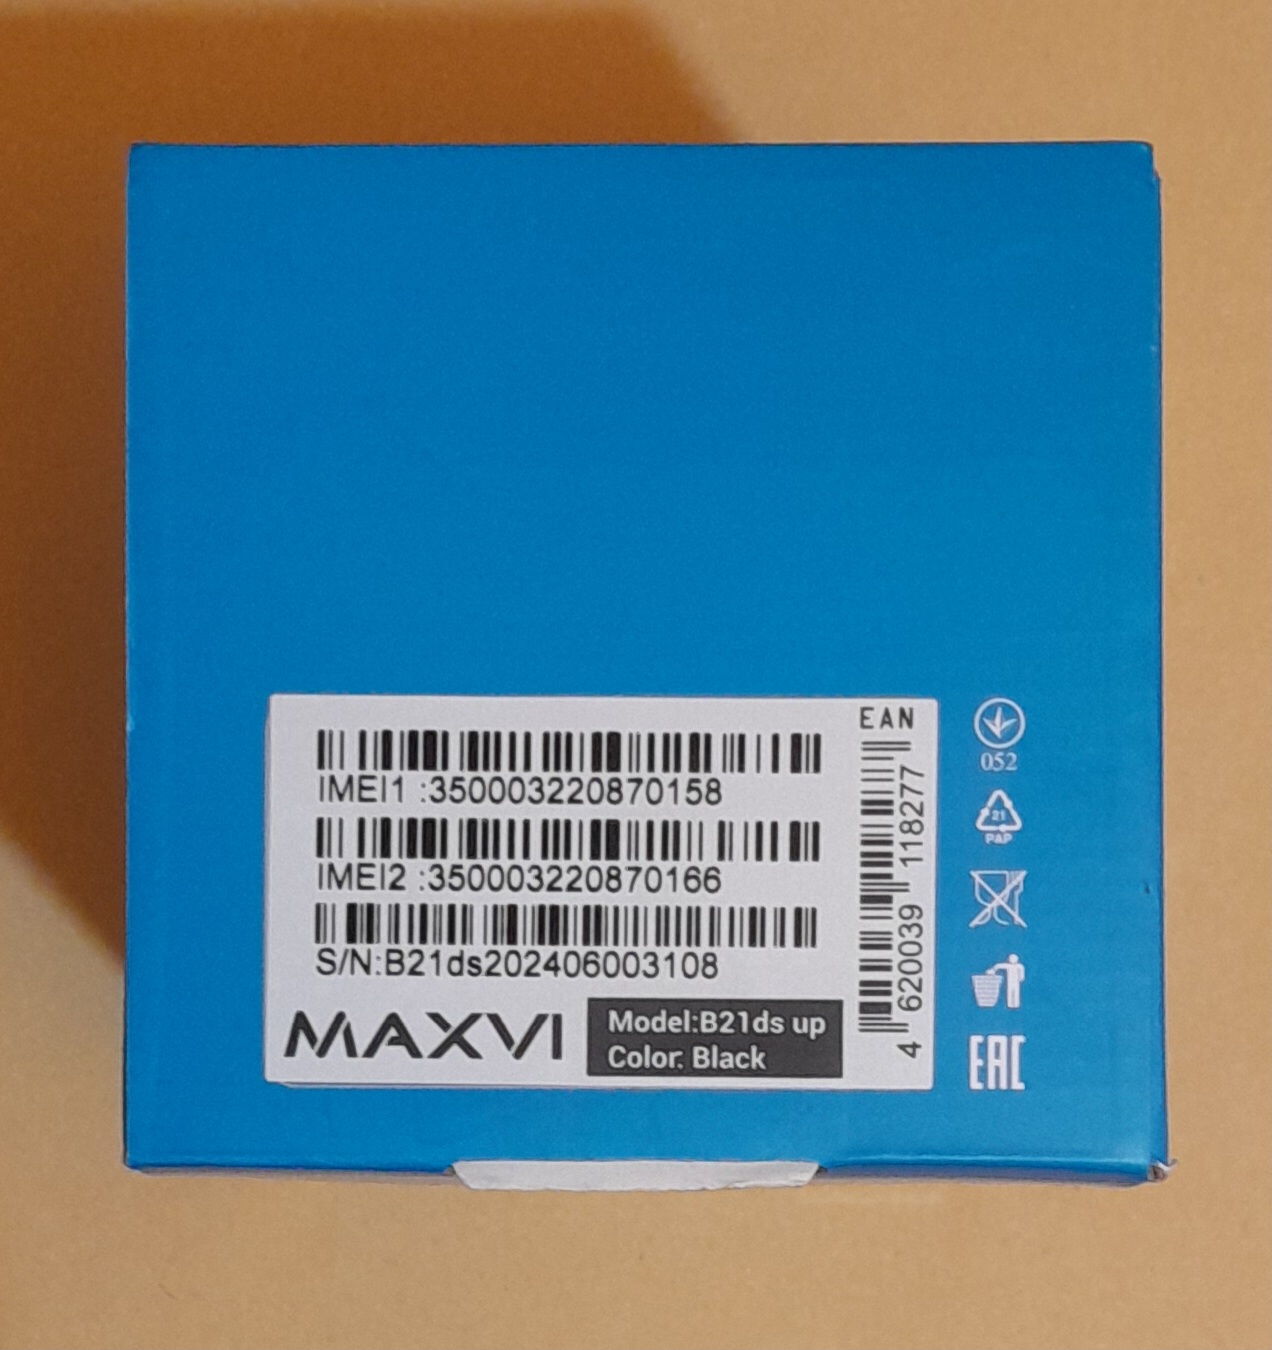 IMEI1 :350003220870158
IMEI2 :350003220870166
S/N:B21ds202406003108
MAXVI
Model:B21ds up
Color: Black
EAN
4 620039 118277
052
21
PAP
EAC